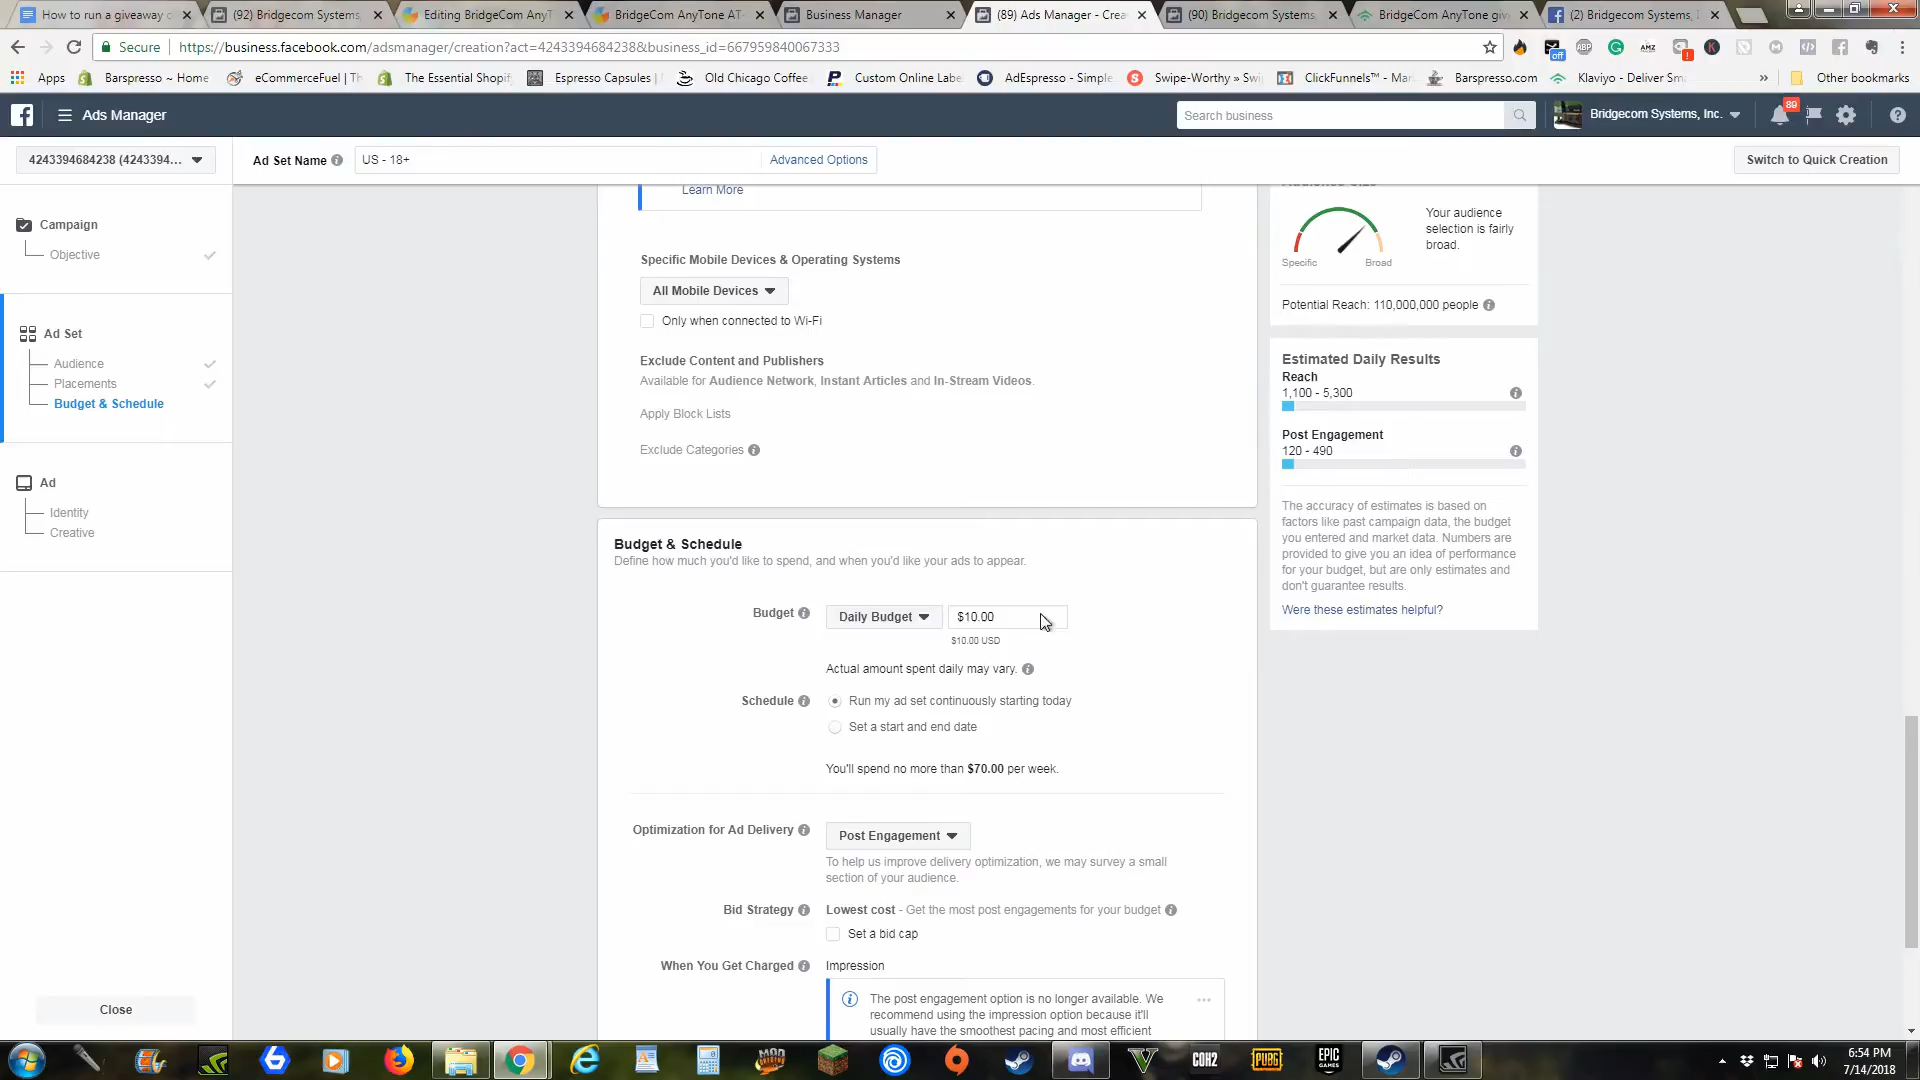 How to run a giveaway c
(92) Bridgecom Systems,
Editing BridgeCom AnyT
BridgeCom AnyTone AT-
Business Manager
(89) Ads Manager - Crea
(90) Bridgecom Systems
BridgeCom AnyTone giv
(2) Bridgecom Systems, I
Secure
https://business.facebook.com/adsmanager/creation?act=4243394684238&business_id=667959840067333
Apps
Barspresso ~ Home
eCommerceFuel | Th
The Essential Shopif
Espresso Capsules |
Old Chicago Coffee
Custom Online Labe
AdEspresso - Simple
Swipe-Worthy » Swi
ClickFunnels™ - Mar
Barspresso.com
Klaviyo - Deliver Sm
»
Other bookmarks
Ads Manager
Search business
Bridgecom Systems, Inc.
89
4243394684238 (4243394...
Ad Set Name
US - 18+
Advanced Options
Switch to Quick Creation
Campaign
Objective
Ad Set
Audience
Placements
Budget & Schedule
Ad
Identity
Creative
Close
Learn More
Specific Mobile Devices & Operating Systems
All Mobile Devices
Only when connected to Wi-Fi
Exclude Content and Publishers
Available for Audience Network, Instant Articles and In-Stream Videos.
Apply Block Lists
Exclude Categories
Budget & Schedule
Define how much you'd like to spend, and when you'd like your ads to appear.
Budget
Daily Budget
$10.00
$10.00 USD
Actual amount spent daily may vary.
Schedule
Run my ad set continuously starting today
Set a start and end date
You'll spend no more than $70.00 per week.
Optimization for Ad Delivery
Post Engagement
To help us improve delivery optimization, we may survey a small
section of your audience.
Bid Strategy
Lowest cost - Get the most post engagements for your budget
Set a bid cap
When You Get Charged
Impression
The post engagement option is no longer available. We
recommend using the impression option because it'll
usually have the smoothest pacing and most efficient
Audience Size
Your audience
selection is fairly
broad.
Specific
Broad
Potential Reach: 110,000,000 people
Estimated Daily Results
Reach
1,100 - 5,300
Post Engagement
120 - 490
The accuracy of estimates is based on
factors like past campaign data, the budget
you entered and market data. Numbers are
provided to give you an idea of performance
for your budget, but are only estimates and
don't guarantee results.
Were these estimates helpful?
COH2
PUBG
EPIC
GAMES
6:54 PM
7/14/2018